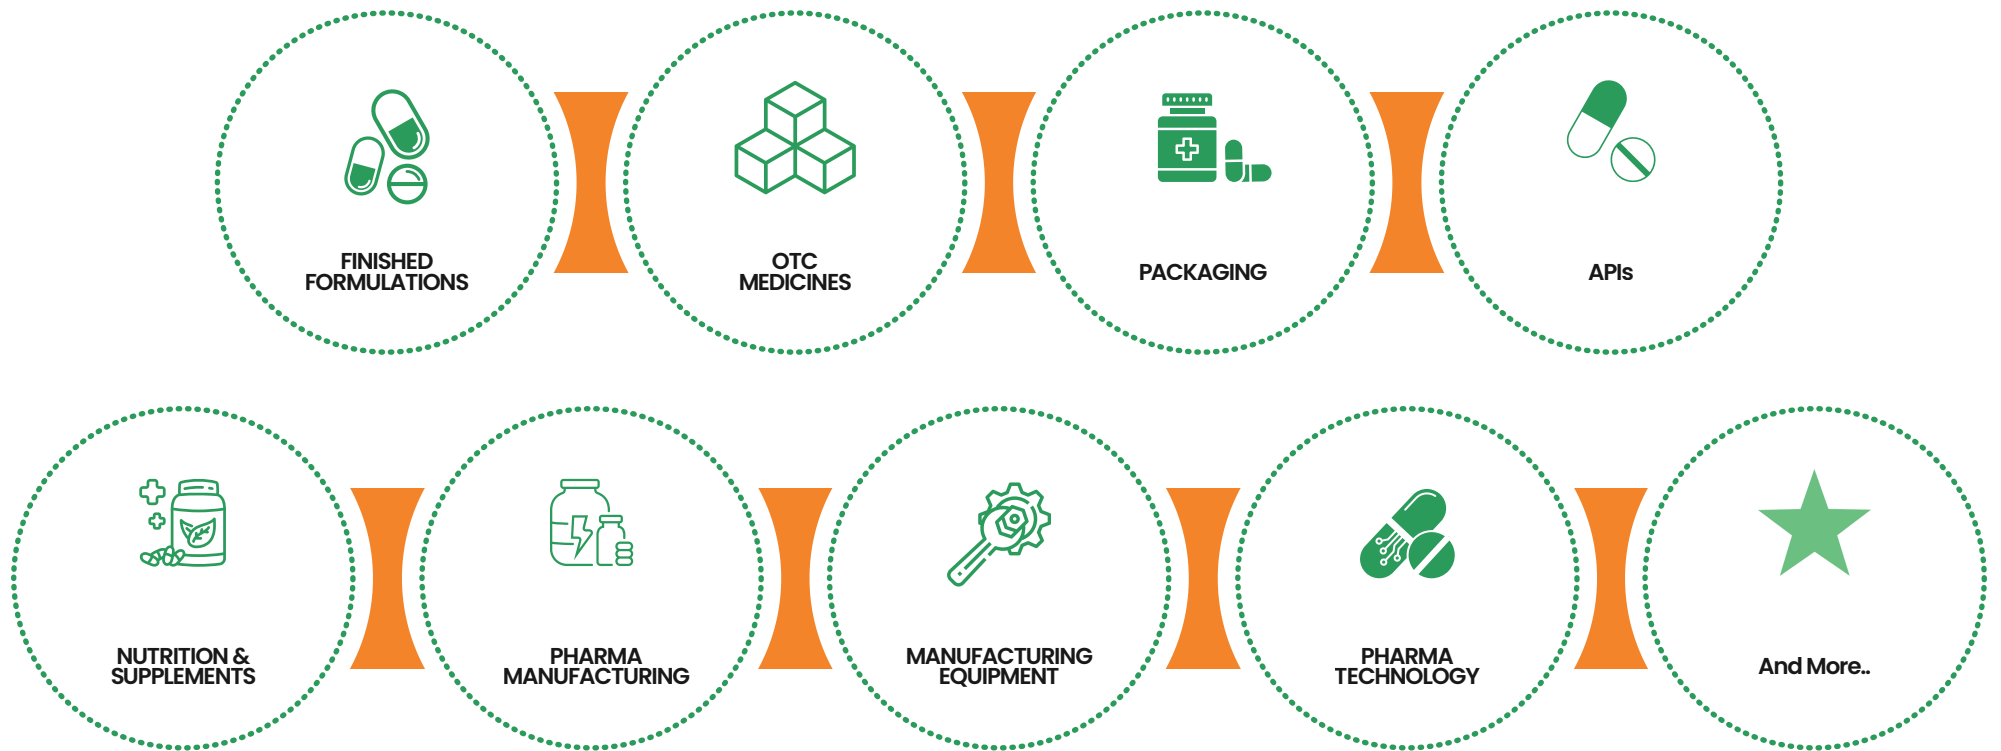 FINISHED
FORMULATIONS
OTC
MEDICINES
PACKAGING
APIs
NUTRITION &
SUPPLEMENTS
PHARMA
MANUFACTURING
MANUFACTURING
EQUIPMENT
PHARMA
TECHNOLOGY
And More..